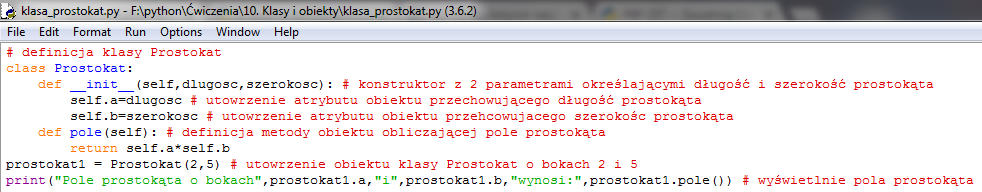 klasa_prostokat.py - F:\python\Ćwiczenia\10. Klasy i obiekty\klasa_prostokat.py (3.6.2)
File Edit Format Run Options Window Help
# definicja klasy Prostokat
class Prostokat:
    def __init__(self,dlugosc,szerokosc): # konstruktor z 2 parametrami określającymi długość i szerokość prostokąta
        self.a=dlugosc # utowrzenie atrybutu obiektu przechowującego długość prostokąta
        self.b=szerokosc # utowrzenie atrybutu obiektu przehcowujacego szerokośc prostokąta
    def pole(self): # definicja metody obiektu obliczającej pole prostokąta
        return self.a*self.b
prostokat1 = Prostokat(2,5) # utowrzenie obiektu klasy Prostokat o bokach 2 i 5
print("Pole prostokąta o bokach",prostokat1.a,"i",prostokat1.b,"wynosi:",prostokat1.pole()) # wyświetlnie pola prostokąta